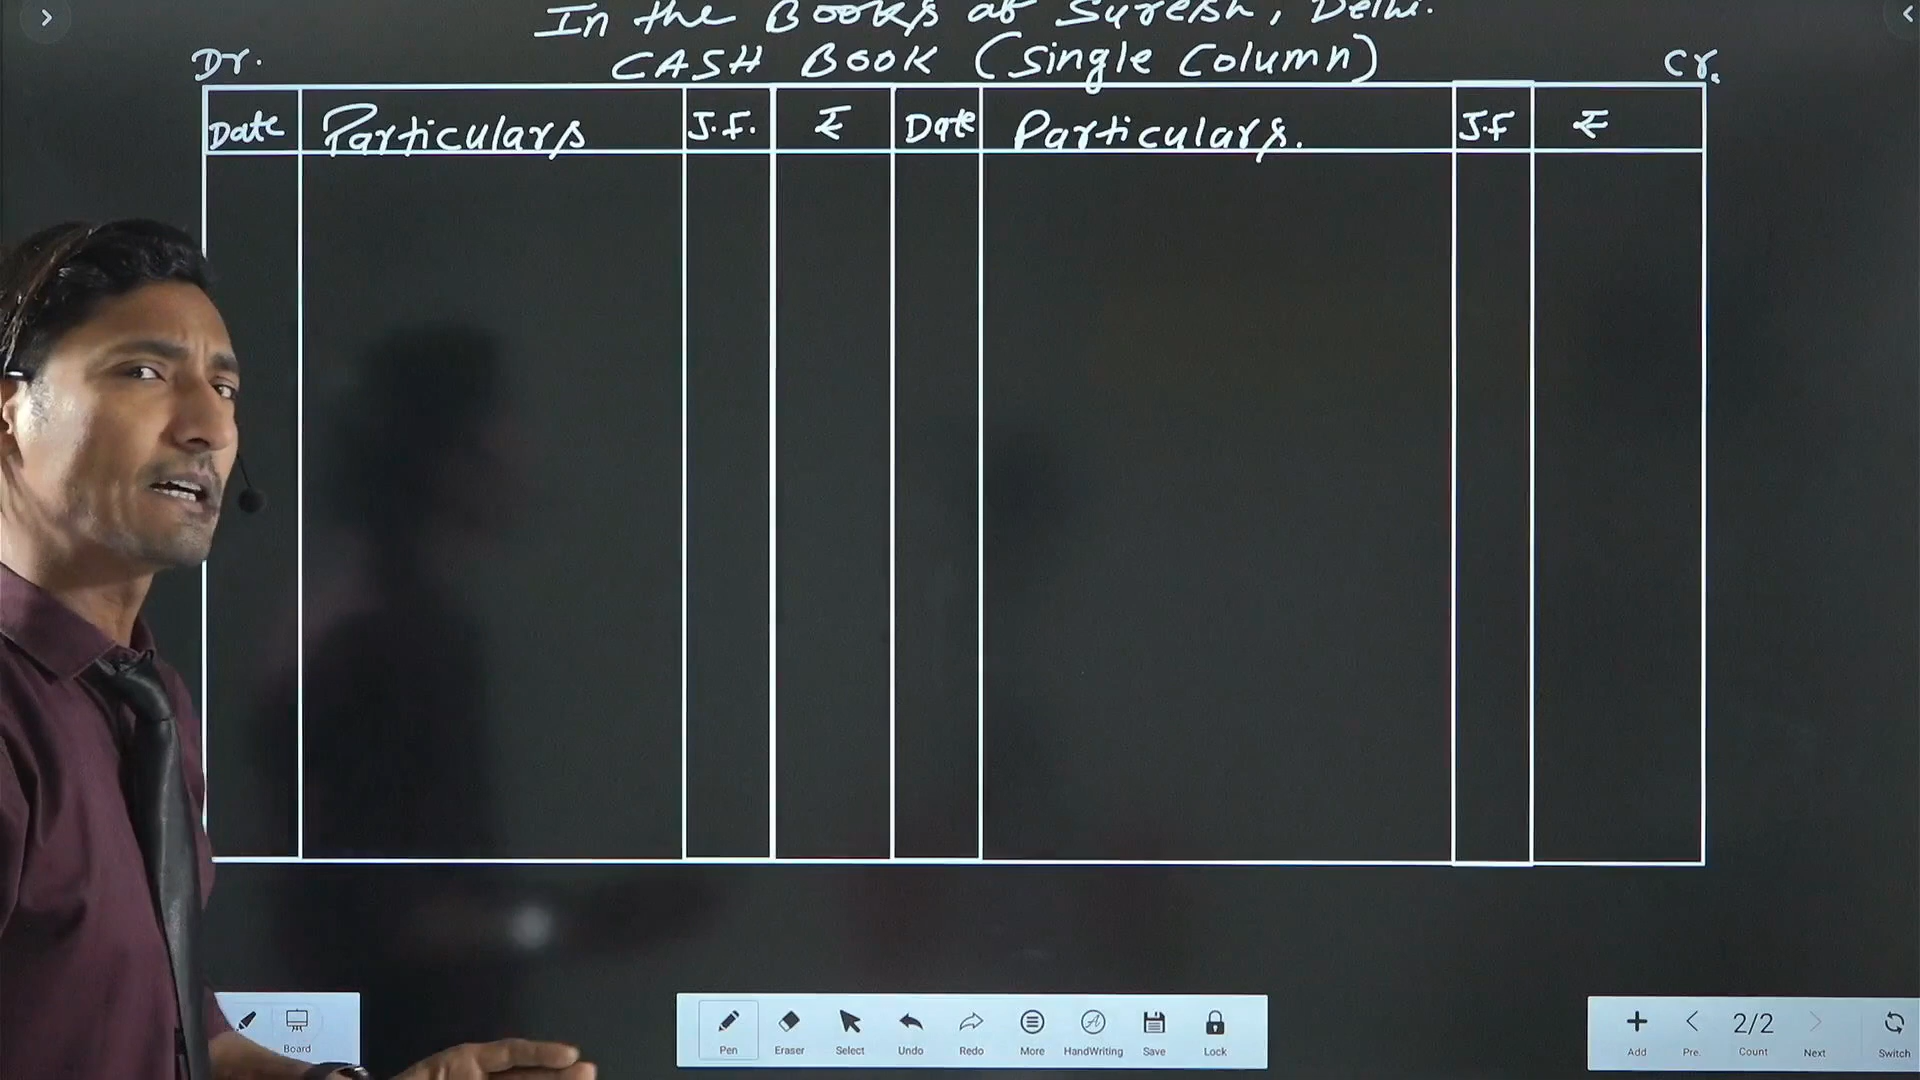 In the Books of Suresh, Delhi.
Dr. CASH BOOK (Single Column) Cr.
Date Particulars J.F. ₹ Date Particulars. J.F ₹
Board
Pen Eraser Select Undo Redo More HandWriting Save Lock
2/2
Add Pre. Count Next Switch